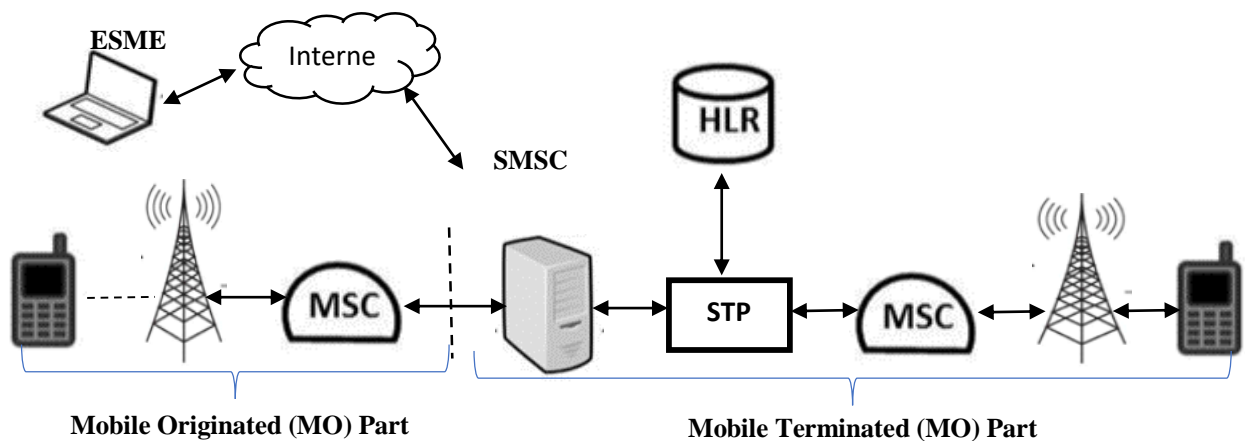 ESME
Interne
HLR
SMSC
MSC
STP
MSC
Mobile Originated (MO) Part
Mobile Terminated (MO) Part